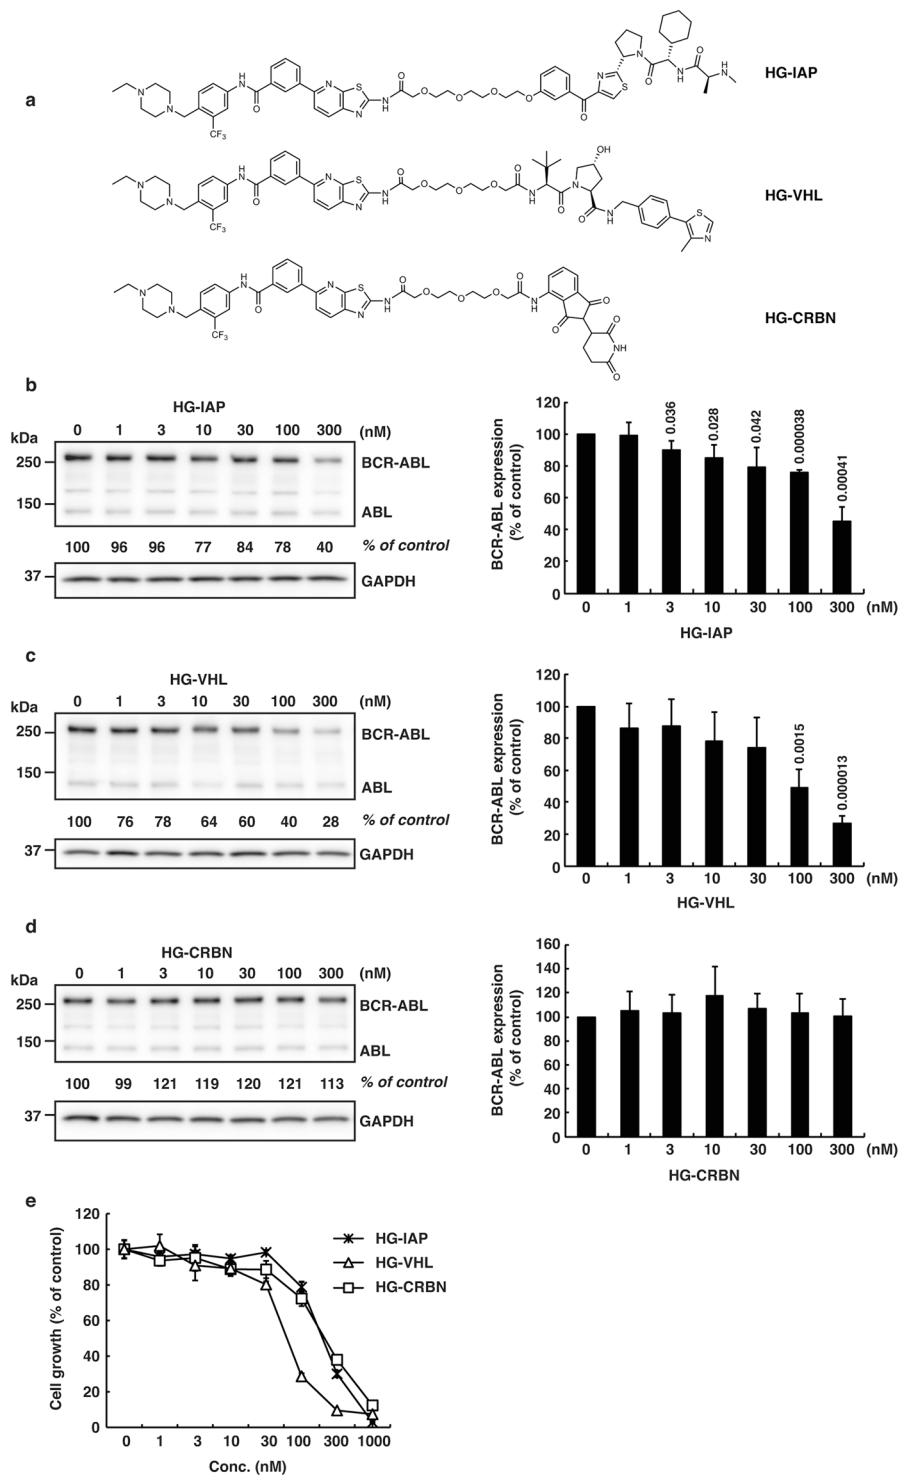 a
HG-IAP
HG-VHL
HG-CRBN
b
HG-IAP
0 1 3 10 30 100 300 (nM)
kDa
250
BCR-ABL
150
ABL
100 96 96 77 84 78 40 % of control
37
GAPDH
BCR-ABL expression
(% of control)
120
100
80
60
40
20
0
0.036
0.028
0.042
0.000038
0.00041
0 1 3 10 30 100 300 (nM)
HG-IAP
c
HG-VHL
0 1 3 10 30 100 300 (nM)
kDa
250
BCR-ABL
150
ABL
100 76 78 64 60 40 28 % of control
37
GAPDH
BCR-ABL expression
(% of control)
120
100
80
60
40
20
0
0.0015
0.000013
0 1 3 10 30 100 300 (nM)
HG-VHL
d
HG-CRBN
0 1 3 10 30 100 300 (nM)
kDa
250
BCR-ABL
150
ABL
100 99 121 119 120 121 113 % of control
37
GAPDH
BCR-ABL expression
(% of control)
160
140
120
100
80
60
40
20
0
0 1 3 10 30 100 300 (nM)
HG-CRBN
e
Cell growth (% of control)
120
100
80
60
40
20
0
HG-IAP
HG-VHL
HG-CRBN
0 1 3 10 30 100 300 1000
Conc. (nM)